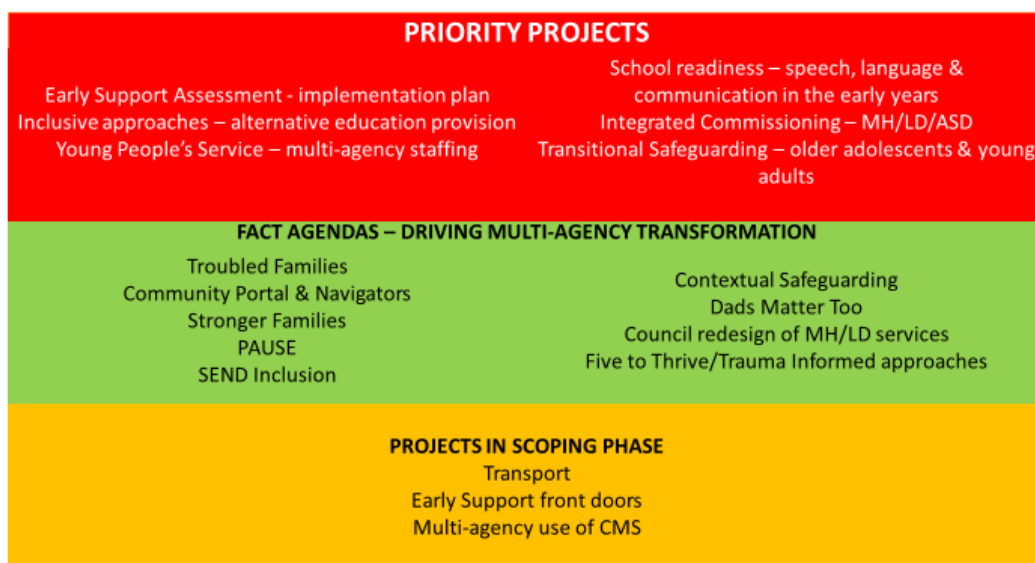 PRIORITY PROJECTS
Early Support Assessment - implementation plan
Inclusive approaches – alternative education provision
Young People's Service – multi-agency staffing
School readiness – speech, language &
communication in the early years
Integrated Commissioning – MH/LD/ASD
Transitional Safeguarding – older adolescents & young
adults
FACT AGENDAS – DRIVING MULTI-AGENCY TRANSFORMATION
Troubled Families
Community Portal & Navigators
Stronger Families
PAUSE
SEND Inclusion
Contextual Safeguarding
Dads Matter Too
Council redesign of MH/LD services
Five to Thrive/Trauma Informed approaches
PROJECTS IN SCOPING PHASE
Transport
Early Support front doors
Multi-agency use of CMS